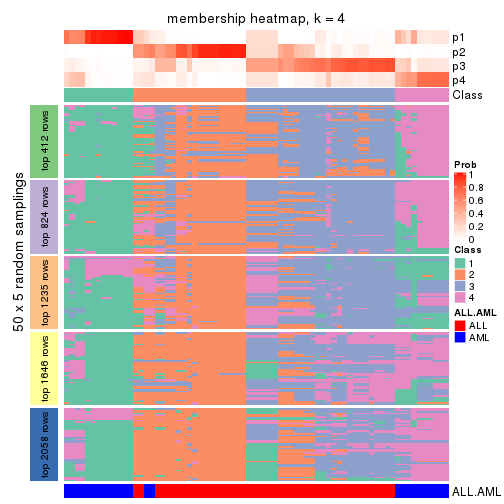 membership heatmap, k = 4
p1
p2
p3
p4
Class
50 x 5 random samplings
top 412 rows
top 824 rows
top 1235 rows
top 1646 rows
top 2058 rows
Prob
1
0.8
0.6
0.4
0.2
0
Class
1
2
3
4
ALL.AML
ALL
AML
ALL.AML